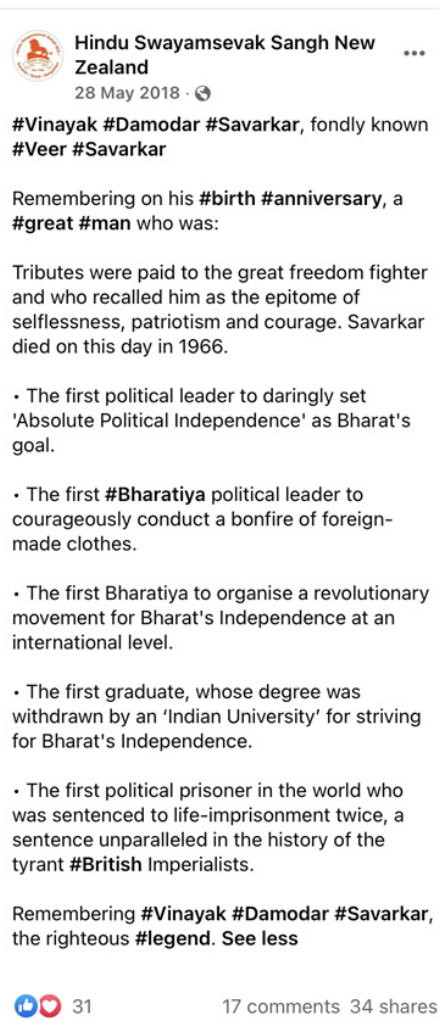 Hindu Swayamsevak Sangh New
Zealand
28 May 2018 ·
#Vinayak #Damodar #Savarkar, fondly known
#Veer #Savarkar
Remembering on his #birth #anniversary, a
#great #man who was:
Tributes were paid to the great freedom fighter
and who recalled him as the epitome of
selflessness, patriotism and courage. Savarkar
died on this day in 1966.
• The first political leader to daringly set
'Absolute Political Independence' as Bharat's
goal.
• The first #Bharatiya political leader to
courageously conduct a bonfire of foreign-
made clothes.
• The first Bharatiya to organise a revolutionary
movement for Bharat's Independence at an
international level.
• The first graduate, whose degree was
withdrawn by an ‘Indian University’ for striving
for Bharat's Independence.
• The first political prisoner in the world who
was sentenced to life-imprisonment twice, a
sentence unparalleled in the history of the
tyrant #British Imperialists.
Remembering #Vinayak #Damodar #Savarkar,
the righteous #legend. See less
31 17 comments 34 shares